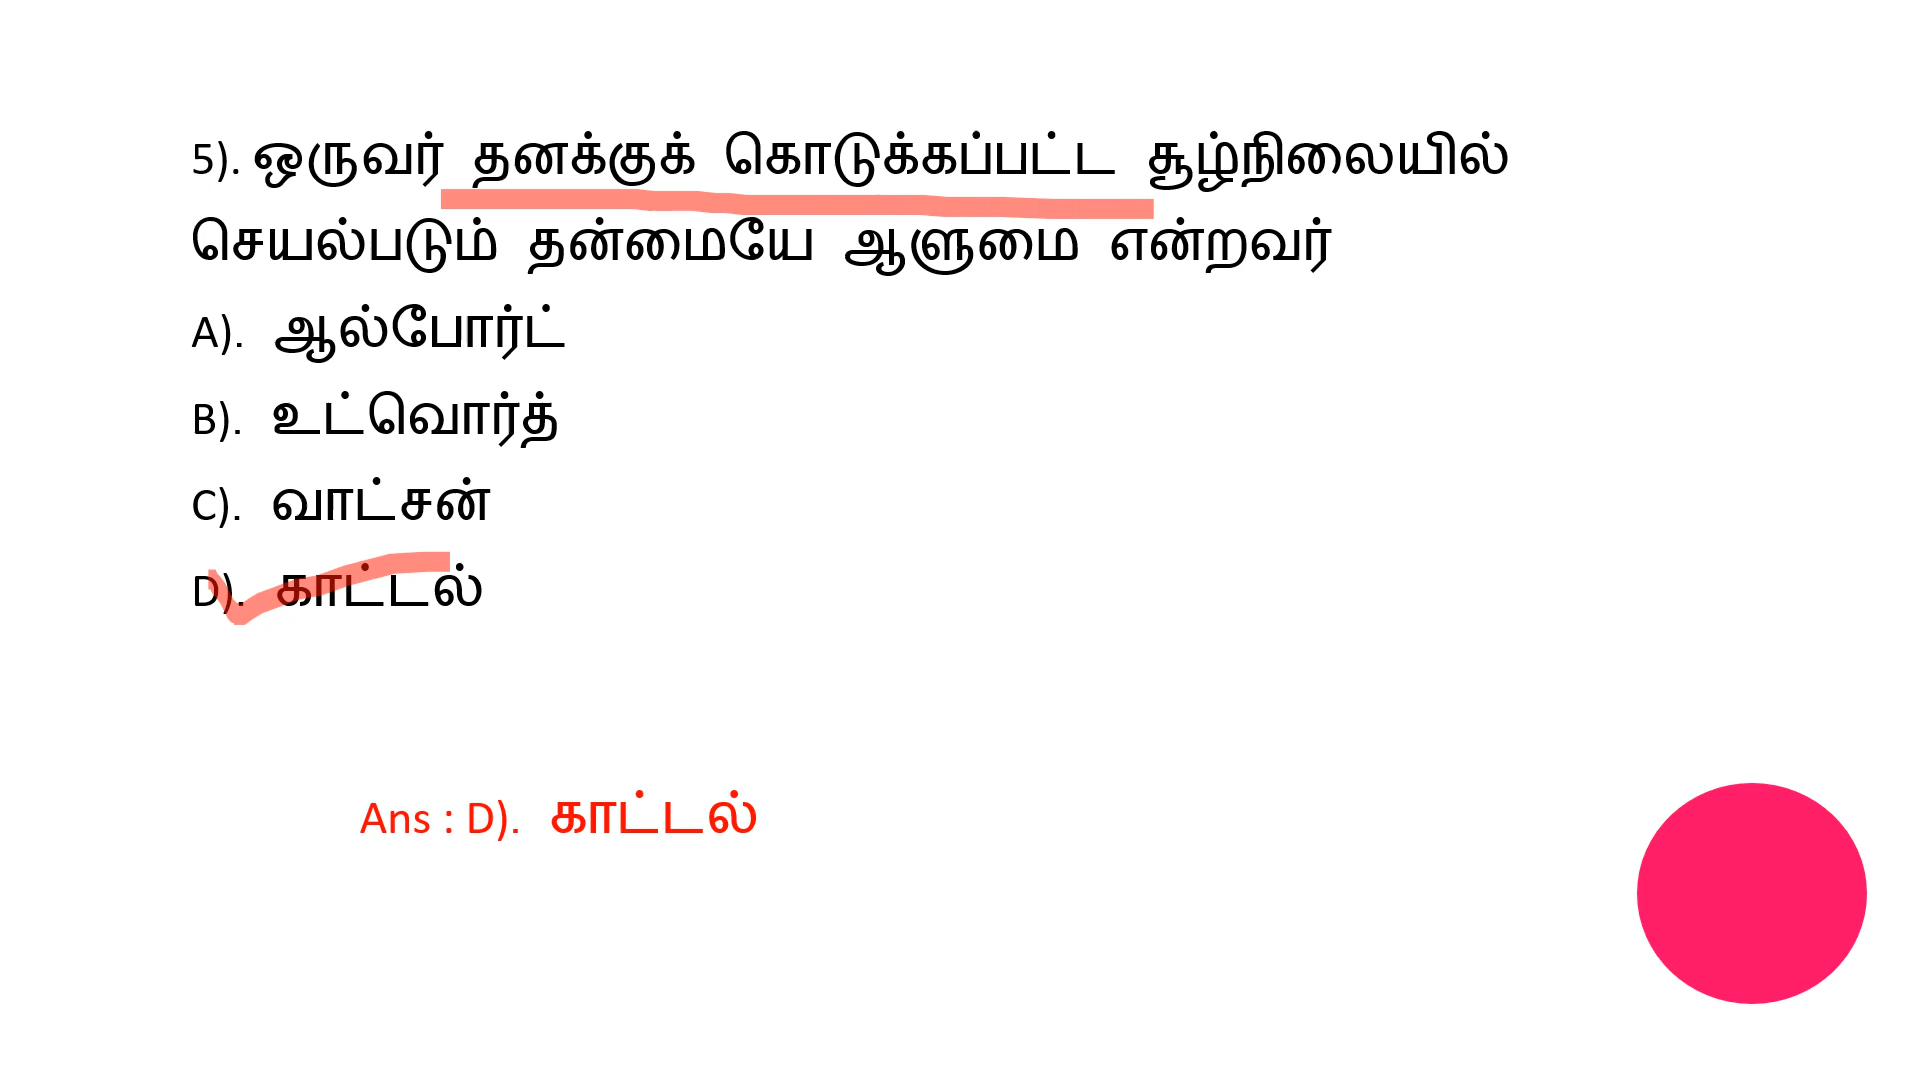 5). ஒருவர் தனக்குக் கொடுக்கப்பட்ட சூழ்நிலையில்
செயல்படும் தன்மையே ஆளுமை என்றவர்
A). ஆல்போர்ட்
B). உட்வொர்த்
C). வாட்சன்
D). காட்டல்
Ans : D). காட்டல்